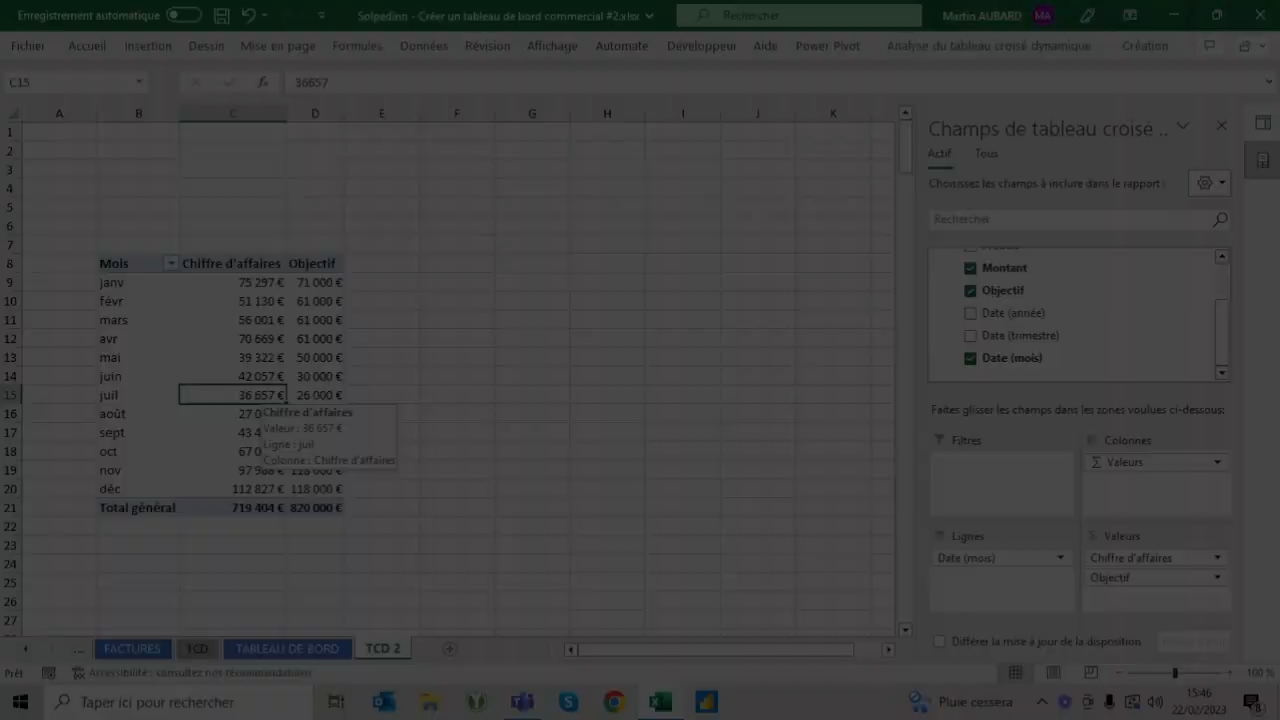 Enregistrement automatique
Solpedinn - Créer un tableau de bord commercial #2.xlsx
Rechercher
Martin AUBARD MA
Fichier Accueil Insertion Dessin Mise en page Formules Données Révision Affichage Automate Développeur Aide Power Pivot Analyse du tableau croisé dynamique Création
C15 fx 36657
A B C D E F G H I J K
1
2
3
4
5
6
7
8 Mois Chiffre d'affaires Objectif
9 janv 75 297 € 71 000 €
10 févr 51 130 € 61 000 €
11 mars 56 001 € 61 000 €
12 avr 70 669 € 61 000 €
13 mai 39 322 € 50 000 €
14 juin 42 057 € 30 000 €
15 juil 36 657 € 26 000 €
16 août 27 0
17 sept 43 4
18 oct 67 0
19 nov 97 988 € 118 000 €
20 déc 112 827 € 118 000 €
21 Total général 719 404 € 820 000 €
22
23
24
25
26
27
Chiffre d'affaires
Valeur : 36 657 €
Ligne : juil
Colonne : Chiffre d'affaires
Champs de tableau croisé ...
Actif Tous
Choisissez les champs à inclure dans le rapport :
Rechercher
Montant
Objectif
Date (année)
Date (trimestre)
Date (mois)
Faites glisser les champs dans les zones voulues ci-dessous:
Filtres
Colonnes
Σ Valeurs
Lignes
Date (mois)
Σ Valeurs
Chiffre d'affaires
Objectif
Différer la mise à jour de la disposition
... FACTURES TCD TABLEAU DE BORD TCD 2
Prêt Accessibilité : consultez nos recommandations
100 %
Taper ici pour rechercher
Pluie cessera
15:46
22/02/2023
8